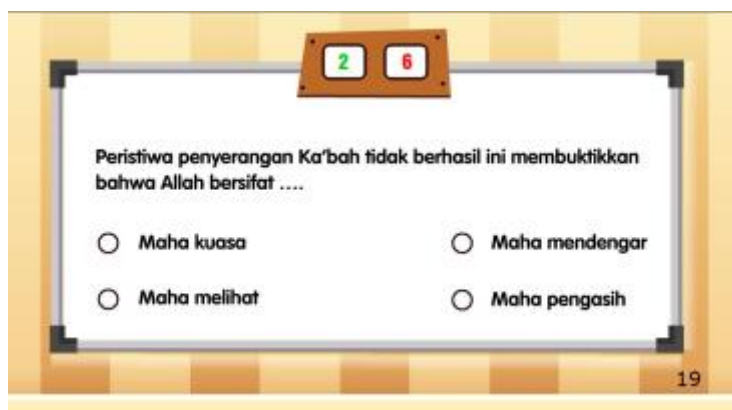 2 6
Peristiwa penyerangan Ka'bah tidak berhasil ini membuktikkan
bahwa Allah bersifat ....
Maha kuasa
Maha mendengar
Maha melihat
Maha pengasih
19